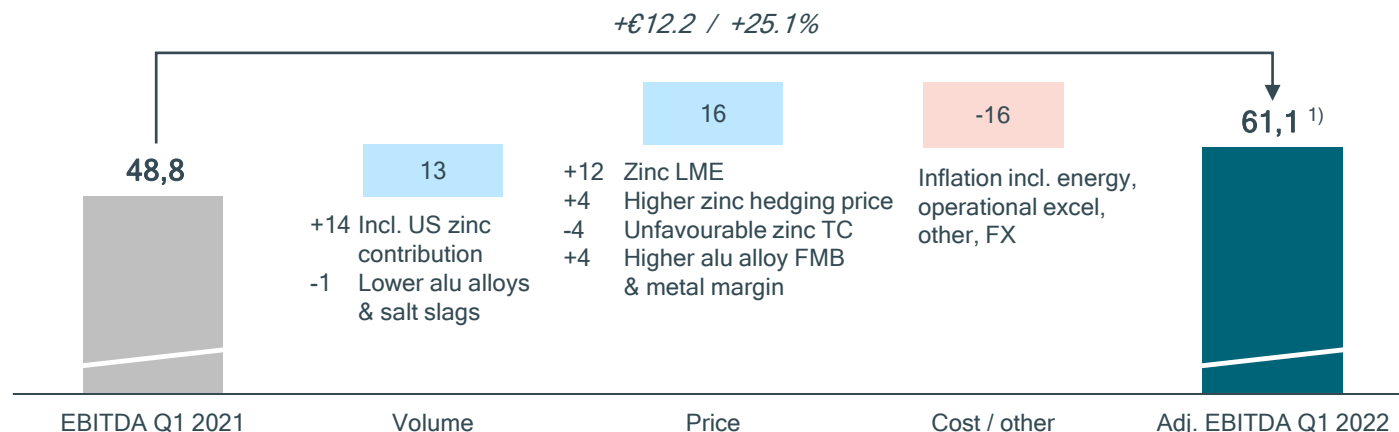 +€12.2 / +25.1%
48,8
13
+14 Incl. US zinc
contribution
-1 Lower alu alloys
& salt slags
16
+12 Zinc LME
+4 Higher zinc hedging price
-4 Unfavourable zinc TC
+4 Higher alu alloy FMB
& metal margin
-16
Inflation incl. energy,
operational excel,
other, FX
61,1 1)
EBITDA Q1 2021 Volume Price Cost / other Adj. EBITDA Q1 2022